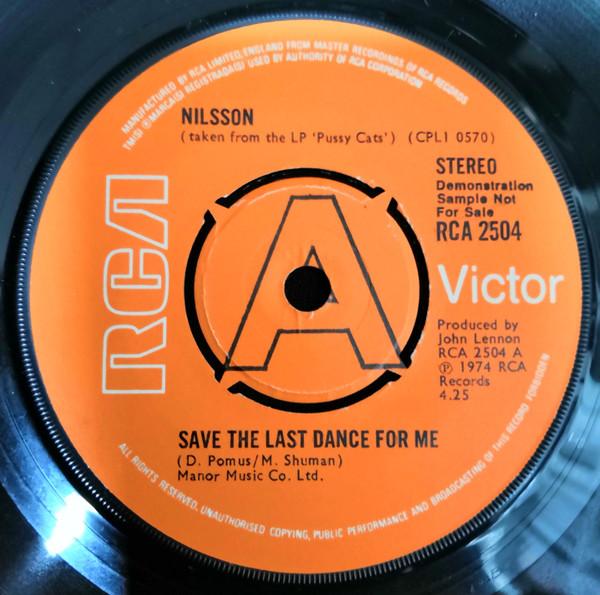 MANUFACTURED BY RCA LIMITED, ENGLAND FROM MASTER RECORDINGS OF RCA RECORDS
TM(S) ® MARCA(S) REGISTRADA(S) USED BY AUTHORITY OF RCA CORPORATION
NILSSON
(taken from the LP 'Pussy Cats') (CPL1 0570)
STEREO
Demonstration
Sample Not
For Sale
RCA 2504
RCA
A
Victor
Produced by
John Lennon
RCA 2504 A
℗ 1974 RCA
Records
4.25
SAVE THE LAST DANCE FOR ME
(D. Pomus/M. Shuman)
Manor Music Co. Ltd.
ALL RIGHTS RESERVED. UNAUTHORISED COPYING, PUBLIC PERFORMANCE AND BROADCASTING OF THIS RECORD FORBIDDEN